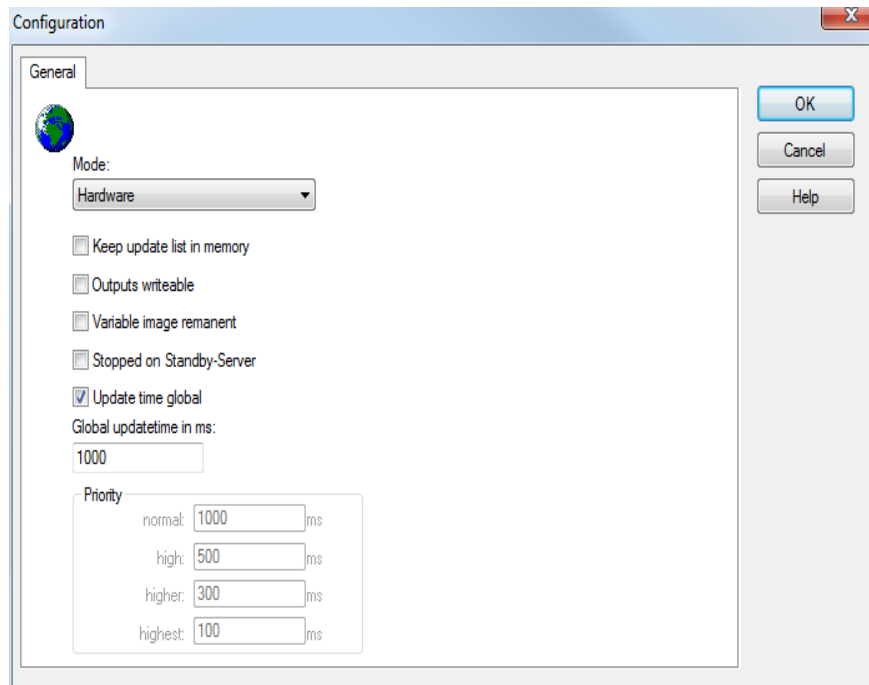 Configuration
X
General
OK
Cancel
Help
Mode:
Hardware
Keep update list in memory
Outputs writeable
Variable image remanent
Stopped on Standby-Server
Update time global
Global updatetime in ms:
1000
Priority
normal: 1000 ms
high: 500 ms
higher: 300 ms
highest: 100 ms